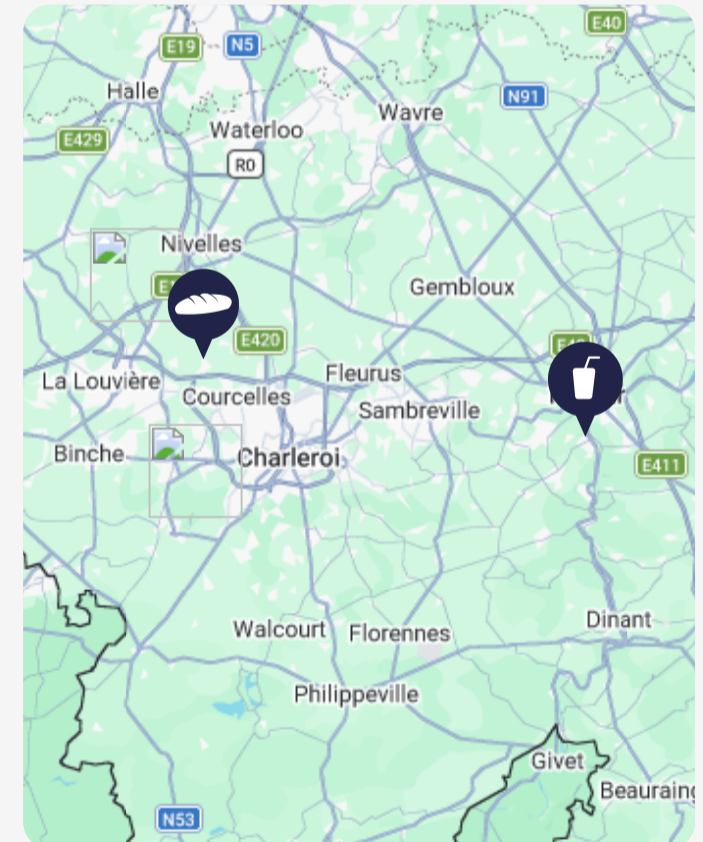 E40
E19
N5
Halle
N91
Wavre
Waterloo
E429
R0
Nivelles
Gembloux
E420
Fleurus
La Louvière
Courcelles
Sambreville
Binche
Charleroi
E411
Dinant
Walcourt
Florennes
Philippeville
Givet
N53